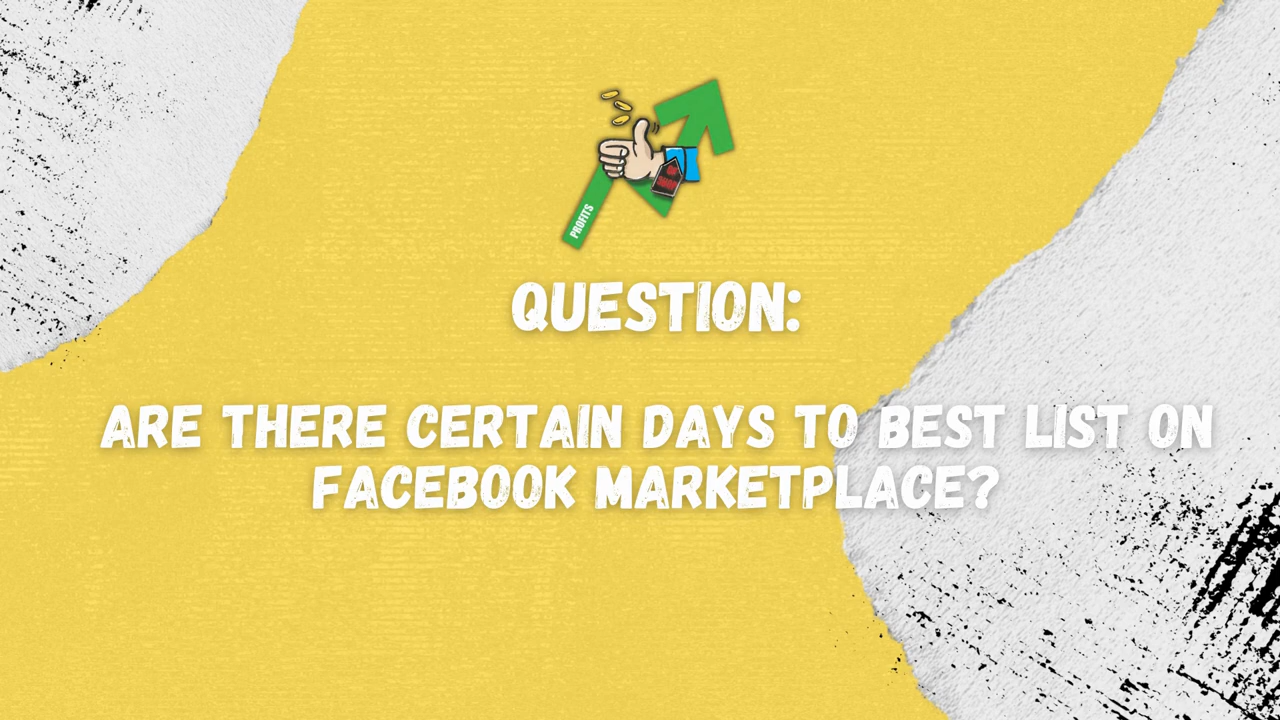 PROFITS
QUESTION:
ARE THERE CERTAIN DAYS TO BEST LIST ON
FACEBOOK MARKETPLACE?